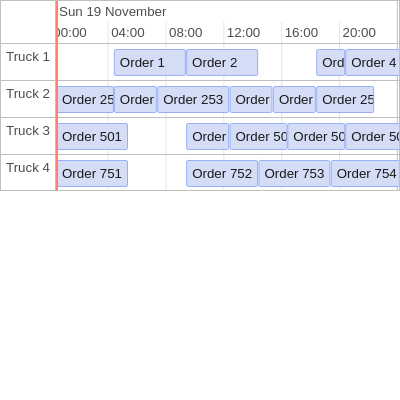 Sun 19 November
00:00 04:00 08:00 12:00 16:00 20:00
Truck 1 Order 1 Order 2 Ord Order 4
Truck 2 Order 25 Order Order 253 Order Order Order 25
Truck 3 Order 501 Order Order 50 Order 50 Order 50
Truck 4 Order 751 Order 752 Order 753 Order 754